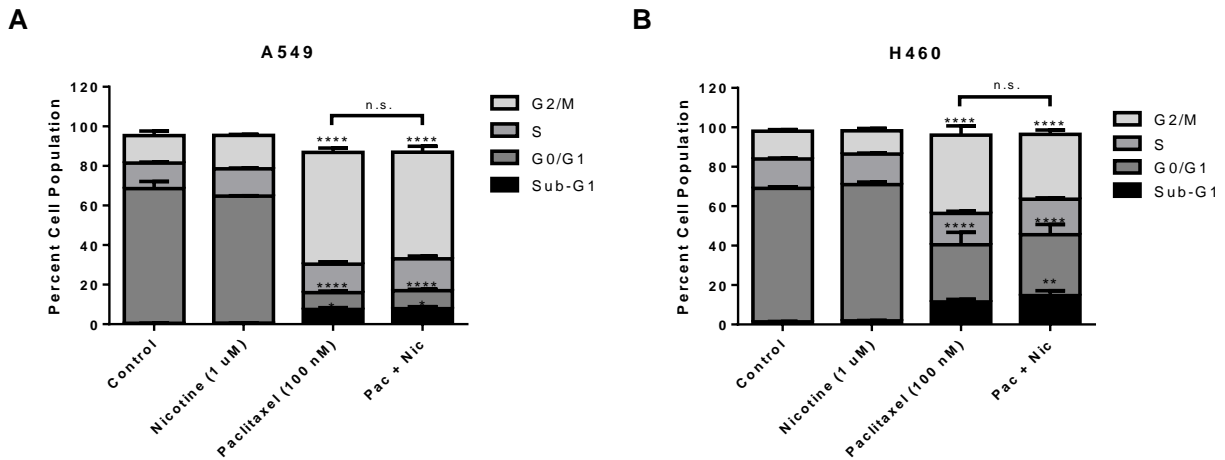 A
A549
Percent Cell Population
120
100
80
60
40
20
0
n.s.
**** ****
**** ****
* *
G2/M
S
G0/G1
Sub-G1
Control
Nicotine (1 uM)
Paclitaxel (100 nM)
Pac + Nic
B
H460
Percent Cell Population
120
100
80
60
40
20
0
n.s.
**** ****
**** ****
**
G2/M
S
G0/G1
Sub-G1
Control
Nicotine (1 uM)
Paclitaxel (100 nM)
Pac + Nic